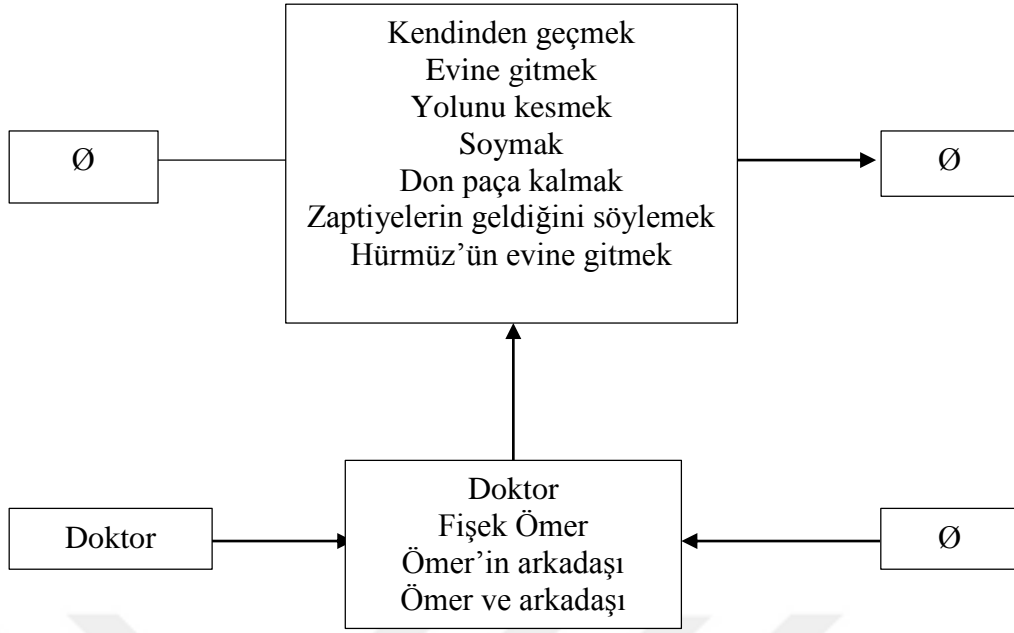 Kendinden geçmek
Evine gitmek
Yolunu kesmek
Soymak
Don paça kalmak
Zaptiyelerin geldiğini söylemek
Hürmüz’ün evine gitmek
Ø
Ø
Doktor
Doktor
Fişek Ömer
Ömer’in arkadaşı
Ömer ve arkadaşı
Ø